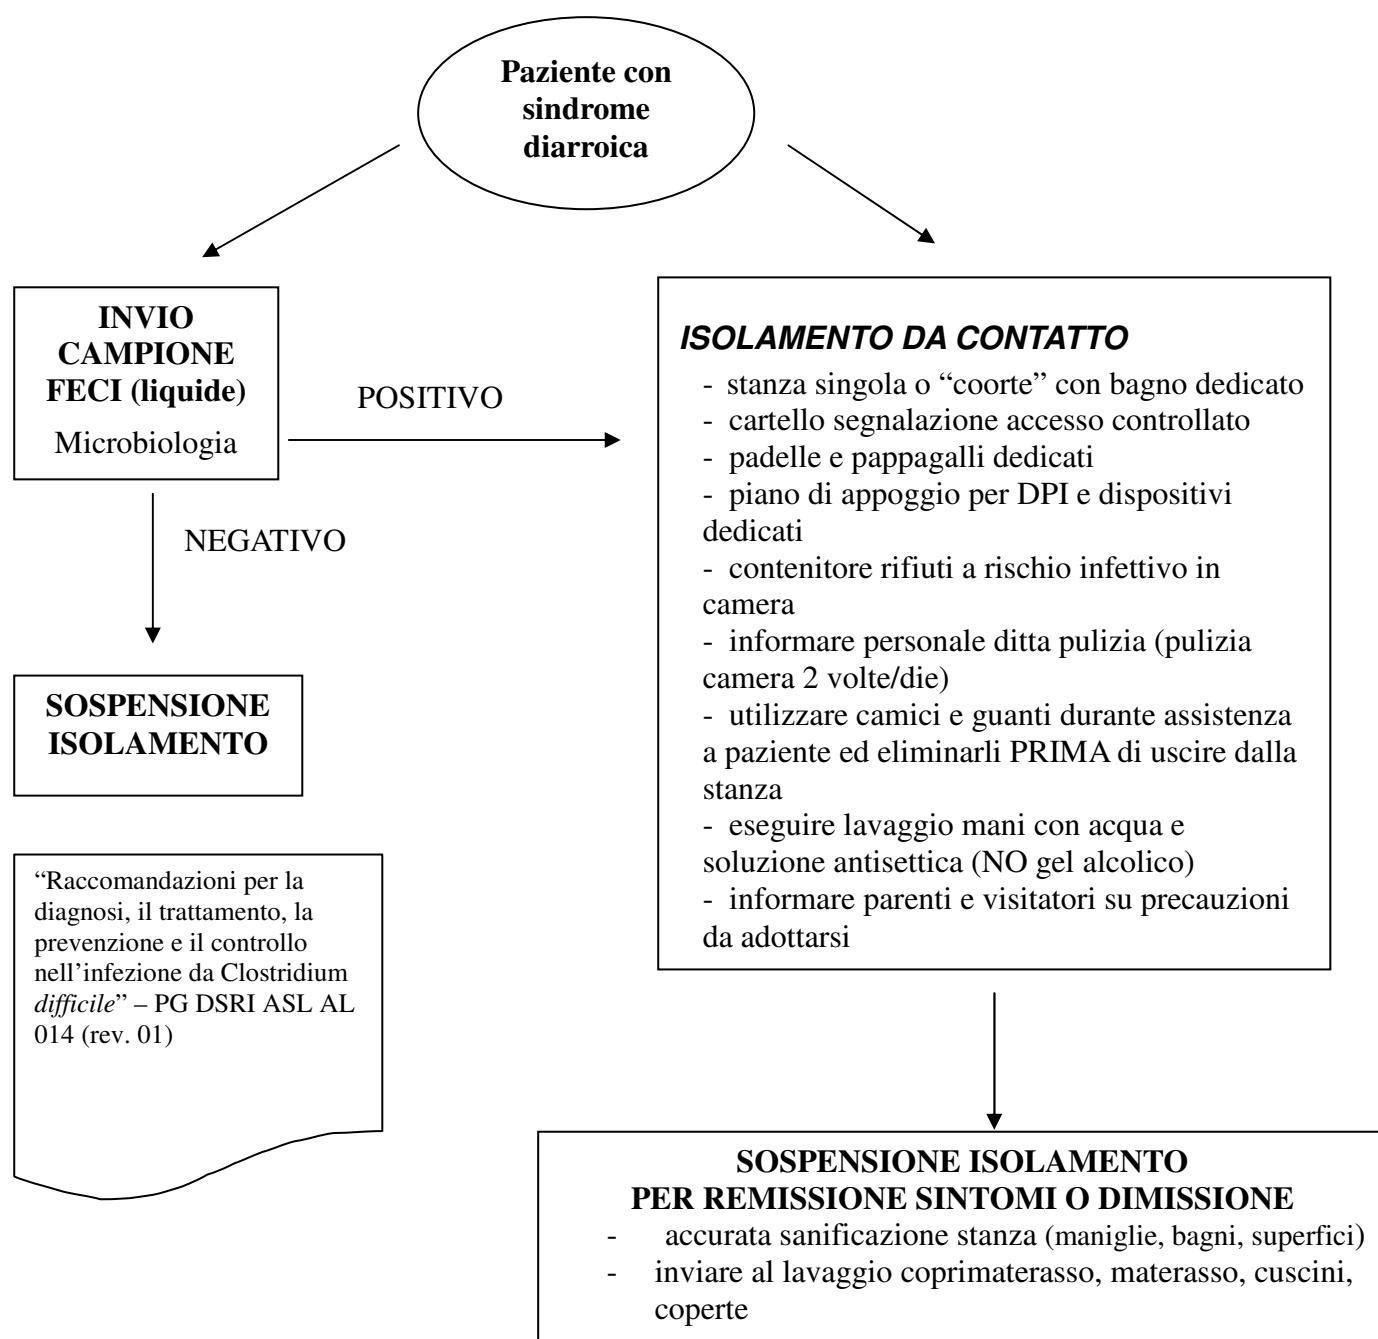 Paziente con
sindrome
diarroica
INVIO
CAMPIONE
FECI (liquide)
Microbiologia
POSITIVO
NEGATIVO
SOSPENSIONE
ISOLAMENTO
“Raccomandazioni per la
diagnosi, il trattamento, la
prevenzione e il controllo
nell’infezione da Clostridium
difficile” – PG DSRI ASL AL
014 (rev. 01)
ISOLAMENTO DA CONTATTO
- stanza singola o “coorte” con bagno dedicato
- cartello segnalazione accesso controllato
- padelle e pappagalli dedicati
- piano di appoggio per DPI e dispositivi
dedicati
- contenitore rifiuti a rischio infettivo in
camera
- informare personale ditta pulizia (pulizia
camera 2 volte/die)
- utilizzare camici e guanti durante assistenza
a paziente ed eliminarli PRIMA di uscire dalla
stanza
- eseguire lavaggio mani con acqua e
soluzione antisettica (NO gel alcolico)
- informare parenti e visitatori su precauzioni
da adottarsi
SOSPENSIONE ISOLAMENTO
PER REMISSIONE SINTOMI O DIMISSIONE
- accurata sanificazione stanza (maniglie, bagni, superfici)
- inviare al lavaggio coprimaterasso, materasso, cuscini,
coperte